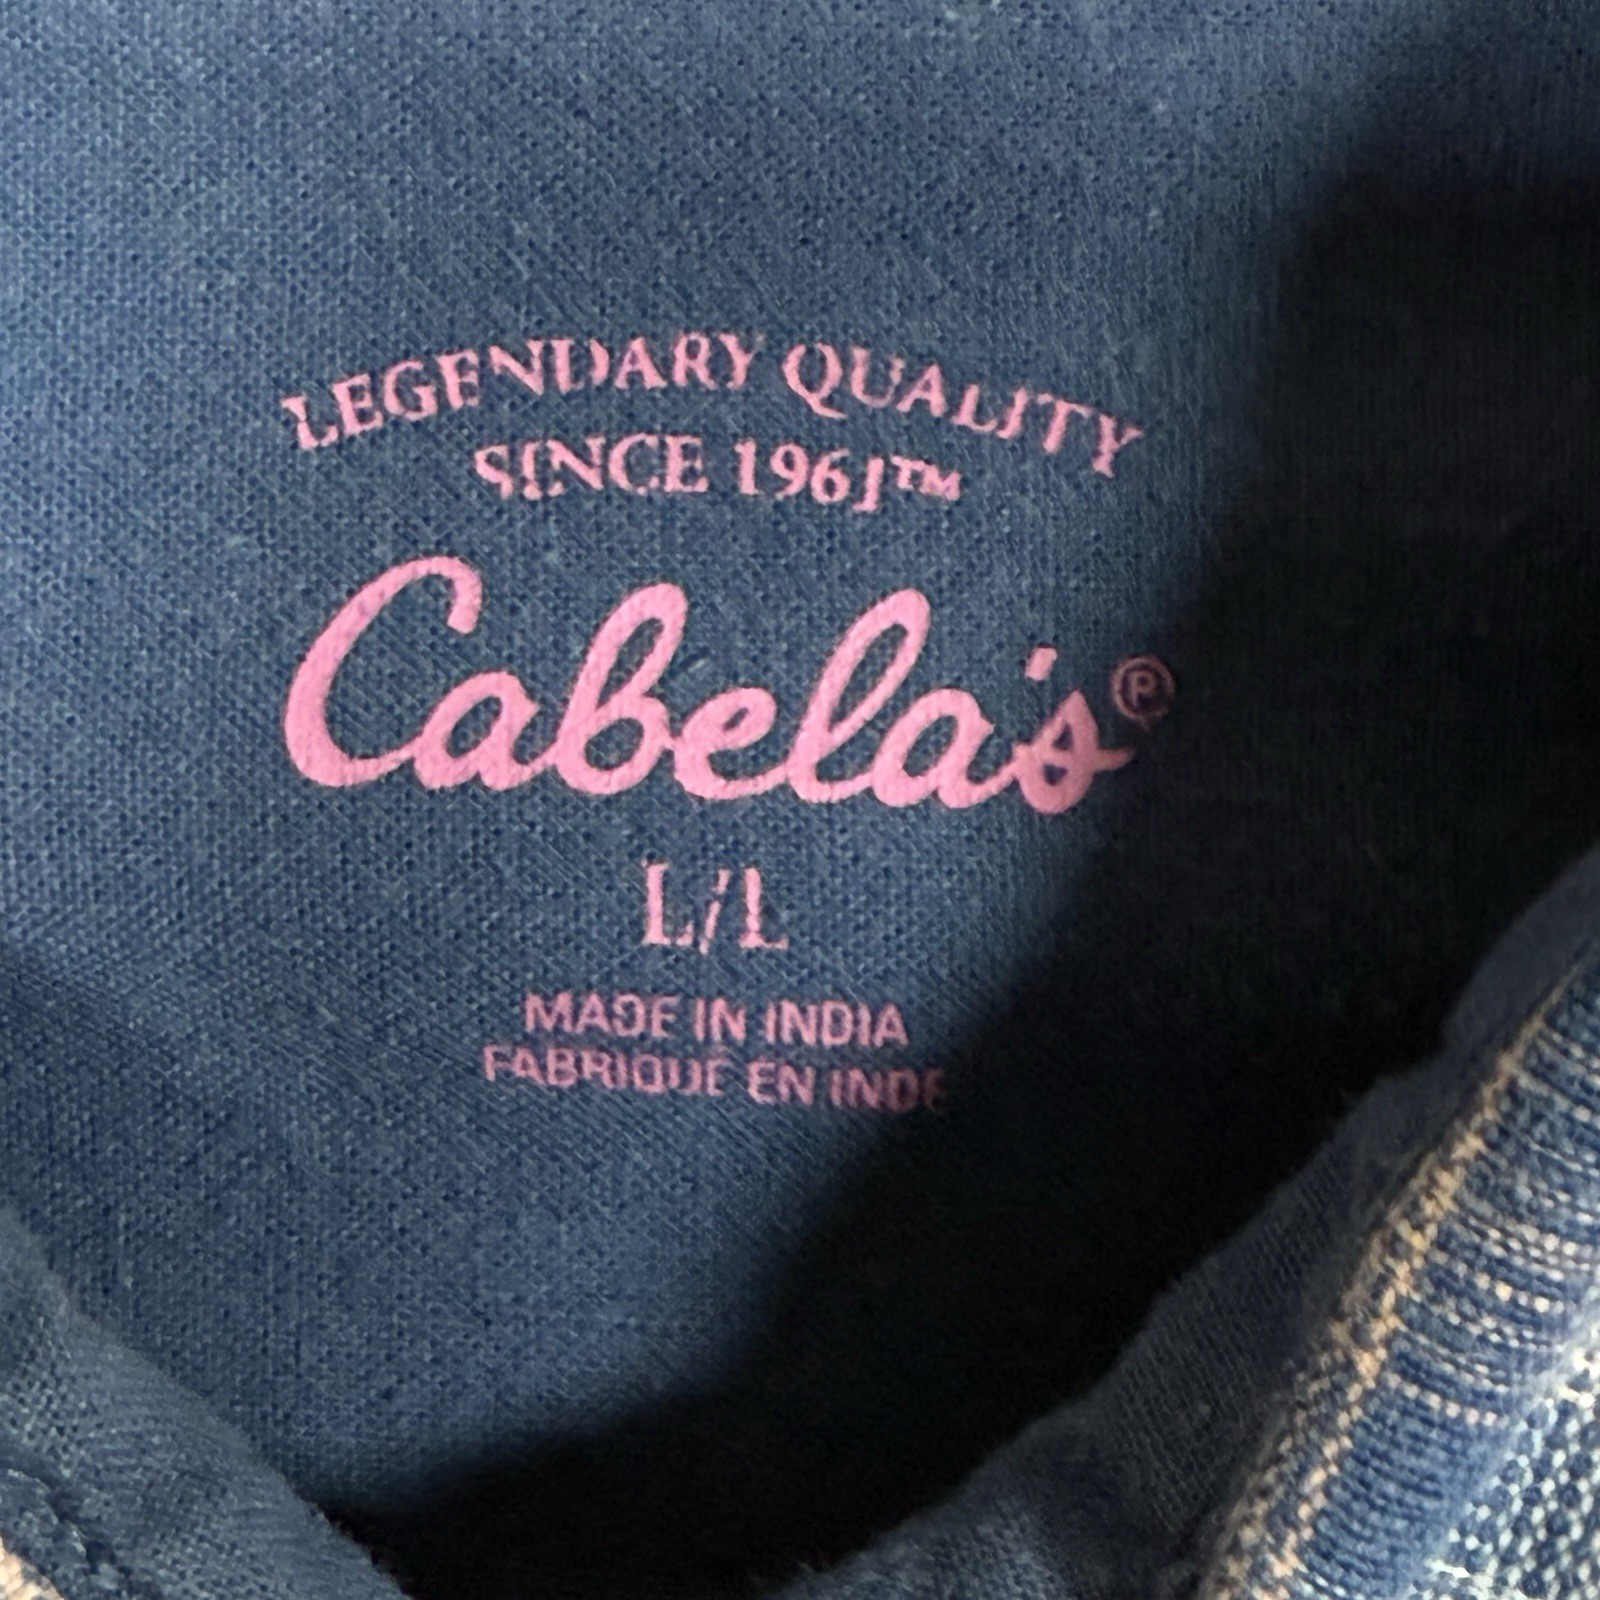 LEGENDARY QUALITY
SINCE 1961™
Cabela's®
L/L
MADE IN INDIA
FABRIQUÉ EN INDE